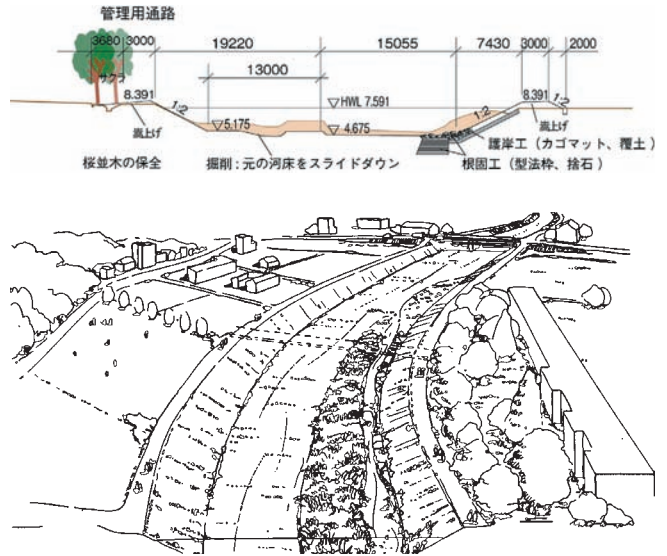 管理用通路
3680 3000 19220 15055 7430 3000 2000
13000
サクラ
8.391 1:2 ▽HWL 7.591 1:2 8.391 1:2
嵩上げ ▽5.175 ▽4.675 嵩上げ
護岸工（カゴマット、覆土）
桜並木の保全 掘削：元の河床をスライドダウン 根固工（型法枠、捨石）